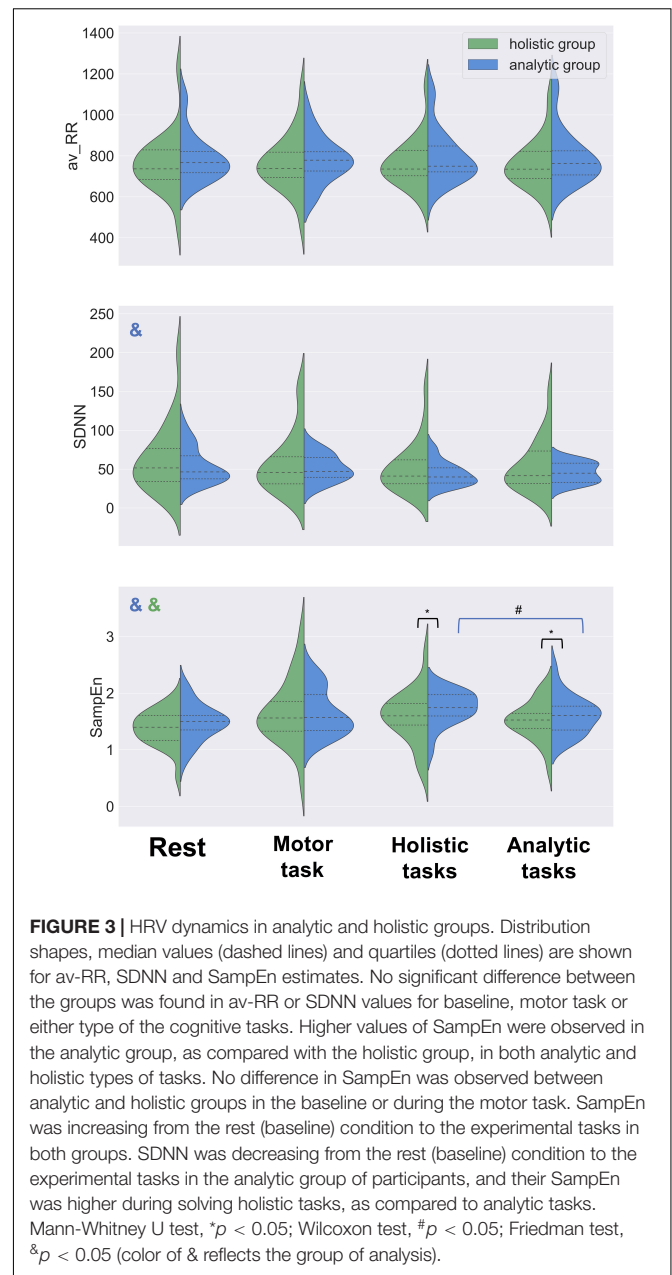 1400
holistic group
analytic group
1200
1000
av_RR
800
600
400
250
&
200
150
SDNN
100
50
0
& &
*
#
*
3
2
SampEn
1
0
Rest
Motor
task
Holistic
tasks
Analytic
tasks
FIGURE 3 | HRV dynamics in analytic and holistic groups. Distribution
shapes, median values (dashed lines) and quartiles (dotted lines) are shown
for av-RR, SDNN and SampEn estimates. No significant difference between
the groups was found in av-RR or SDNN values for baseline, motor task or
either type of the cognitive tasks. Higher values of SampEn were observed in
the analytic group, as compared with the holistic group, in both analytic and
holistic types of tasks. No difference in SampEn was observed between
analytic and holistic groups in the baseline or during the motor task. SampEn
was increasing from the rest (baseline) condition to the experimental tasks in
both groups. SDNN was decreasing from the rest (baseline) condition to the
experimental tasks in the analytic group of participants, and their SampEn
was higher during solving holistic tasks, as compared to analytic tasks.
Mann-Whitney U test, *p < 0.05; Wilcoxon test, #p < 0.05; Friedman test,
&p < 0.05 (color of & reflects the group of analysis).